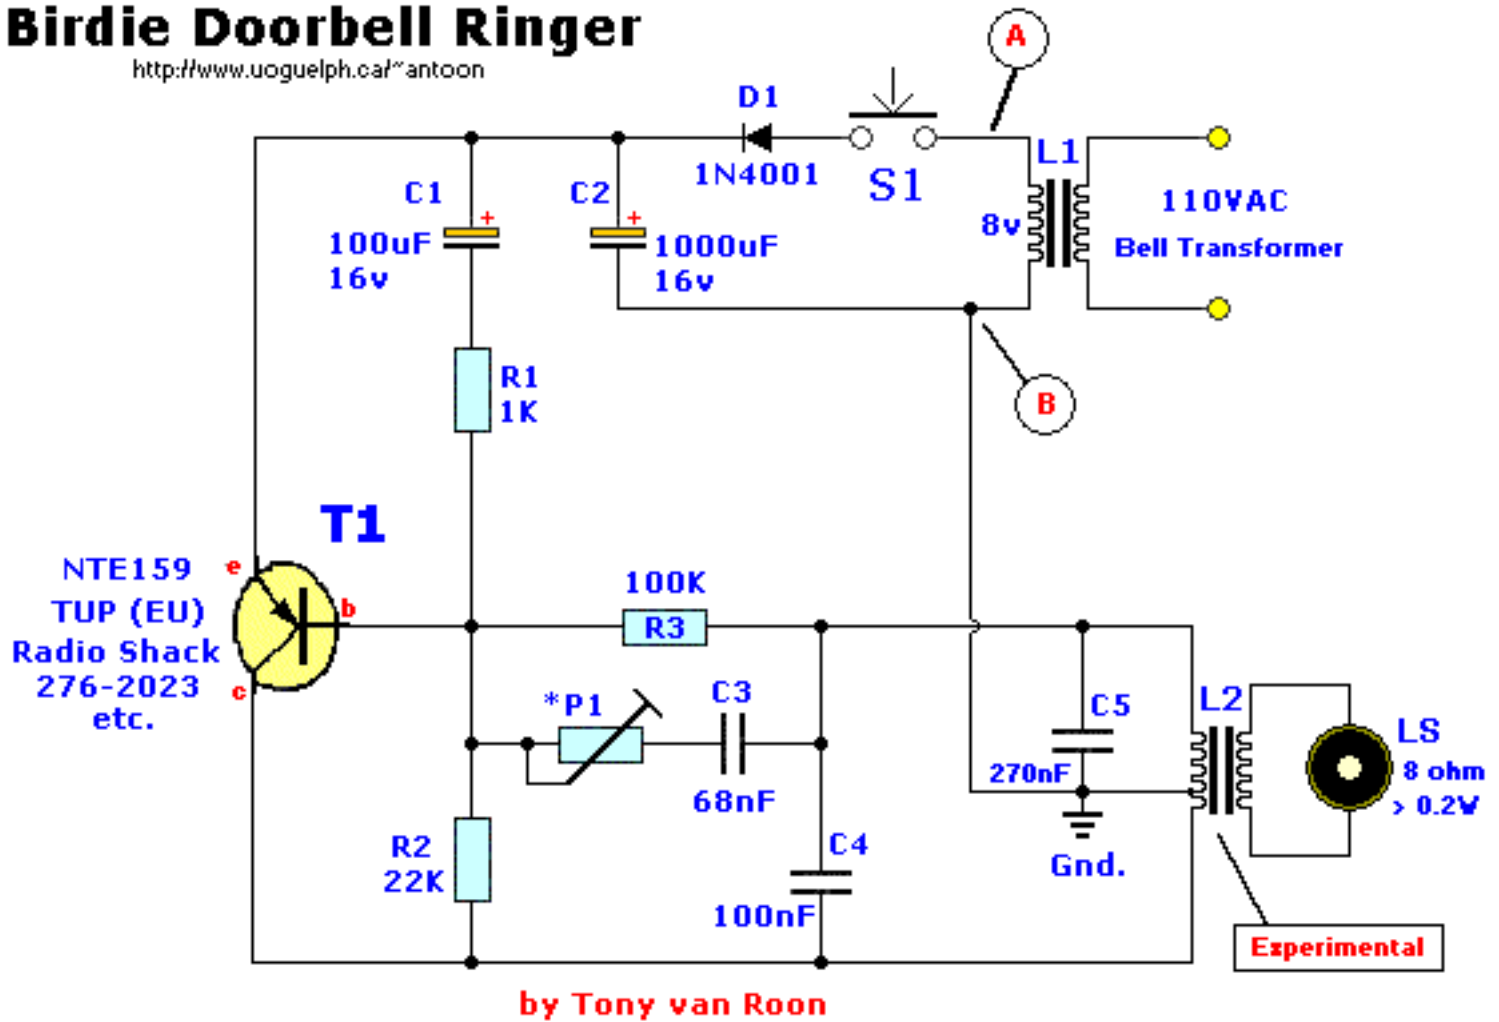 Birdie Doorbell Ringer
http://www.uoguelph.ca/~antoon
A
D1
1N4001
S1
L1
8v
110VAC
Bell Transformer
C1
+
100uF
16v
C2
+
1000uF
16v
B
R1
1K
T1
NTE159
TUP (EU)
Radio Shack
276-2023
etc.
e
b
c
100K
R3
*P1
C3
68nF
C5
270nF
L2
LS
8 ohm
> 0.2W
R2
22K
C4
100nF
Gnd.
Experimental
by Tony van Roon